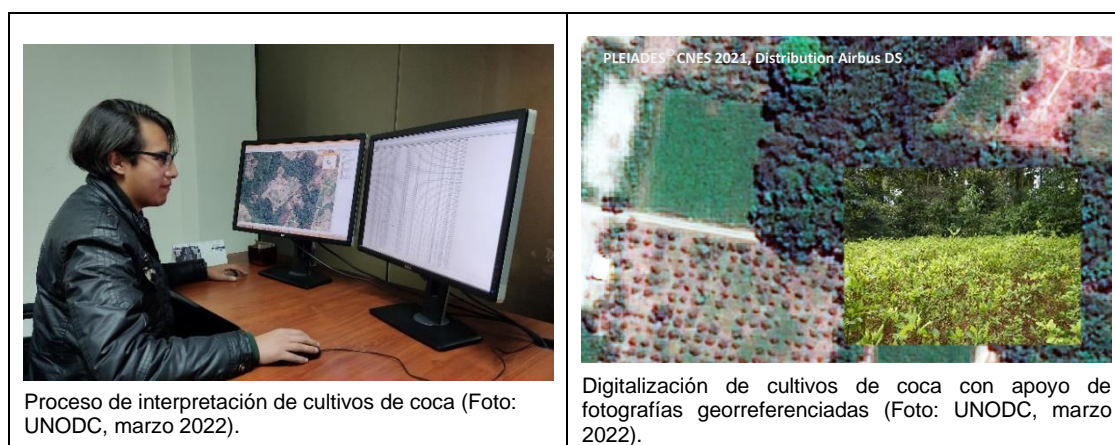 PLEIADES © CNES 2021, Distribution Airbus DS
Proceso de interpretación de cultivos de coca (Foto:
UNODC, marzo 2022).
Digitalización de cultivos de coca con apoyo de
fotografías georreferenciadas (Foto: UNODC, marzo
2022).